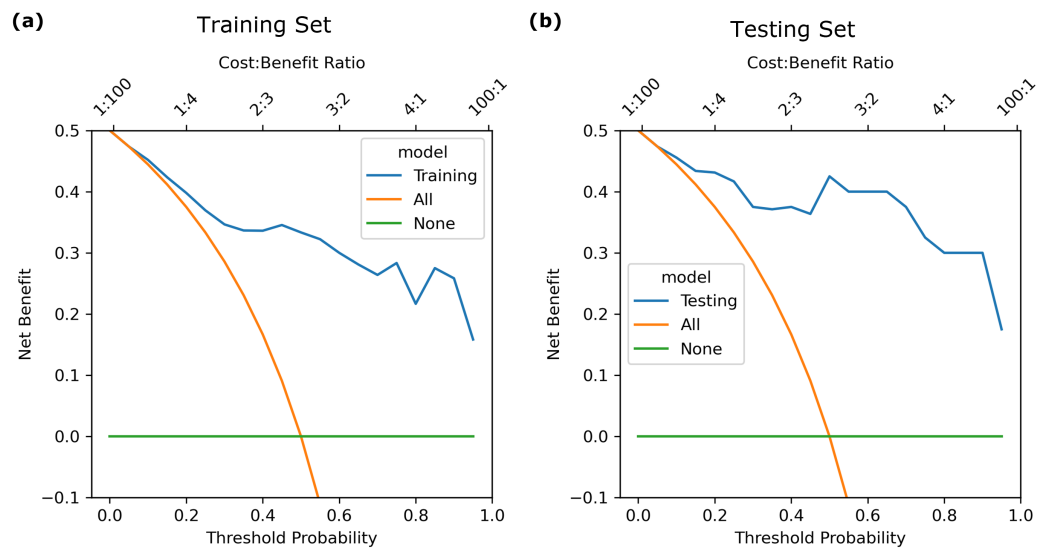 (a)
Training Set
Cost:Benefit Ratio
1:100
1:4
2:3
3:2
4:1
100:1
0.5
0.4
0.3
0.2
0.1
0.0
−0.1
Net Benefit
model
Training
All
None
0.0
0.2
0.4
0.6
0.8
1.0
Threshold Probability
(b)
Testing Set
Cost:Benefit Ratio
1:100
1:4
2:3
3:2
4:1
100:1
0.5
0.4
0.3
0.2
0.1
0.0
−0.1
Net Benefit
model
Testing
All
None
0.0
0.2
0.4
0.6
0.8
1.0
Threshold Probability